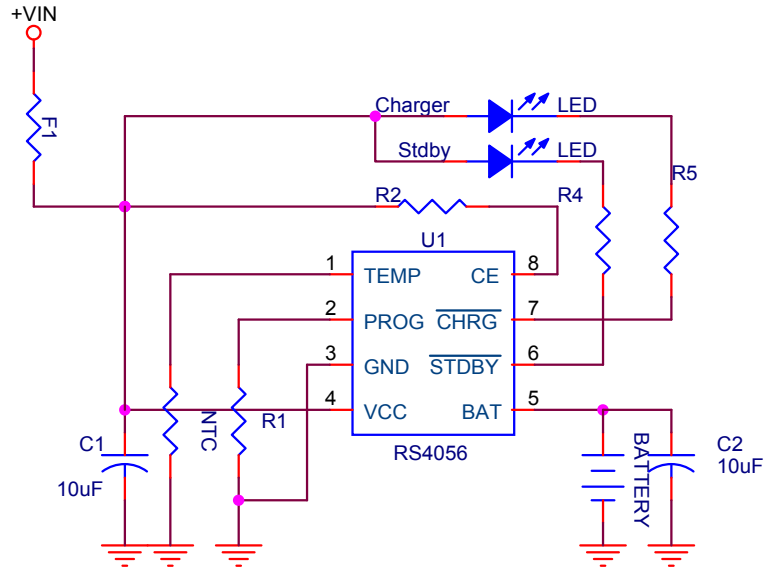 +VIN
F1
Charger
LED
Stdby
LED
R5
R2
R4
U1
1
TEMP
CE
8
2
PROG
CHRG
7
3
GND
STDBY
6
4
VCC
BAT
5
NTC
R1
RS4056
C1
10uF
BATTERY
C2
10uF